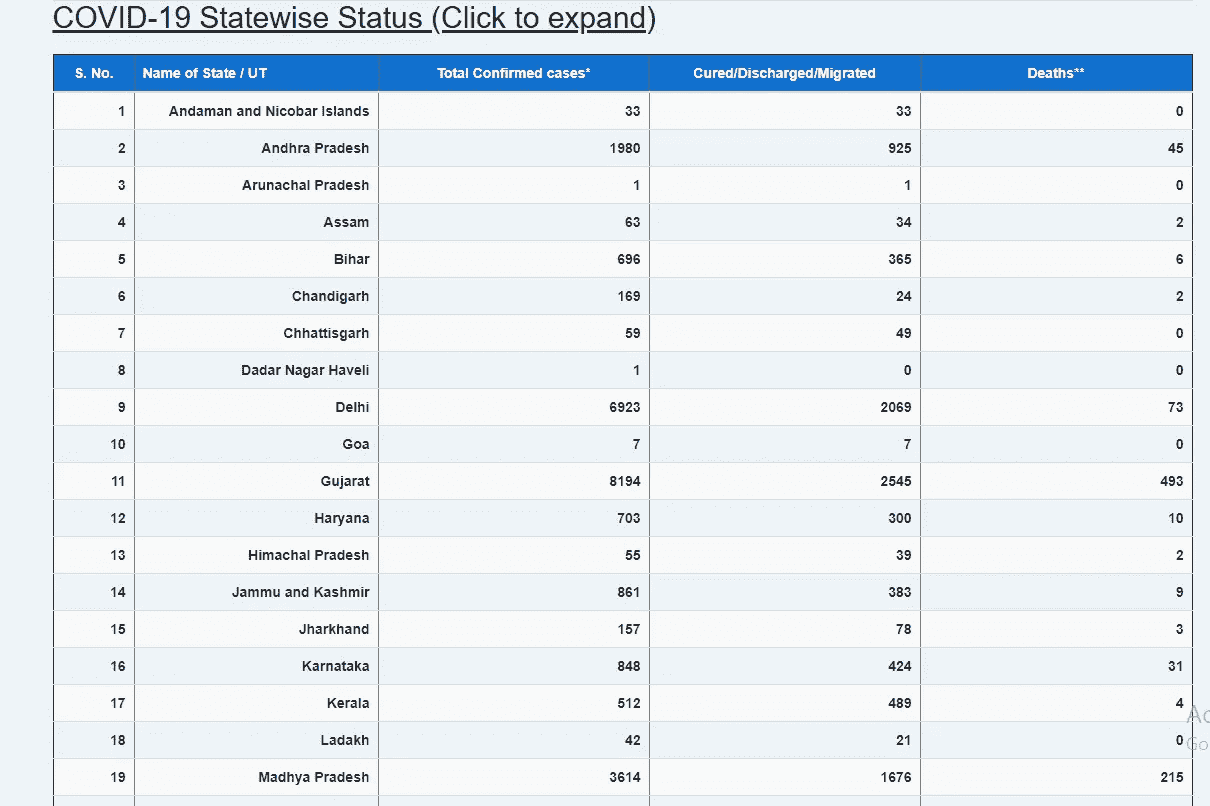 COVID-19 Statewise Status (Click to expand)
S. No. Name of State / UT Total Confirmed cases* Cured/Discharged/Migrated Deaths**
1 Andaman and Nicobar Islands 33 33 0
2 Andhra Pradesh 1980 925 45
3 Arunachal Pradesh 1 1 0
4 Assam 63 34 2
5 Bihar 696 365 6
6 Chandigarh 169 24 2
7 Chhattisgarh 59 49 0
8 Dadar Nagar Haveli 1 0 0
9 Delhi 6923 2069 73
10 Goa 7 7 0
11 Gujarat 8194 2545 493
12 Haryana 703 300 10
13 Himachal Pradesh 55 39 2
14 Jammu and Kashmir 861 383 9
15 Jharkhand 157 78 3
16 Karnataka 848 424 31
17 Kerala 512 489 4
18 Ladakh 42 21 0
19 Madhya Pradesh 3614 1676 215